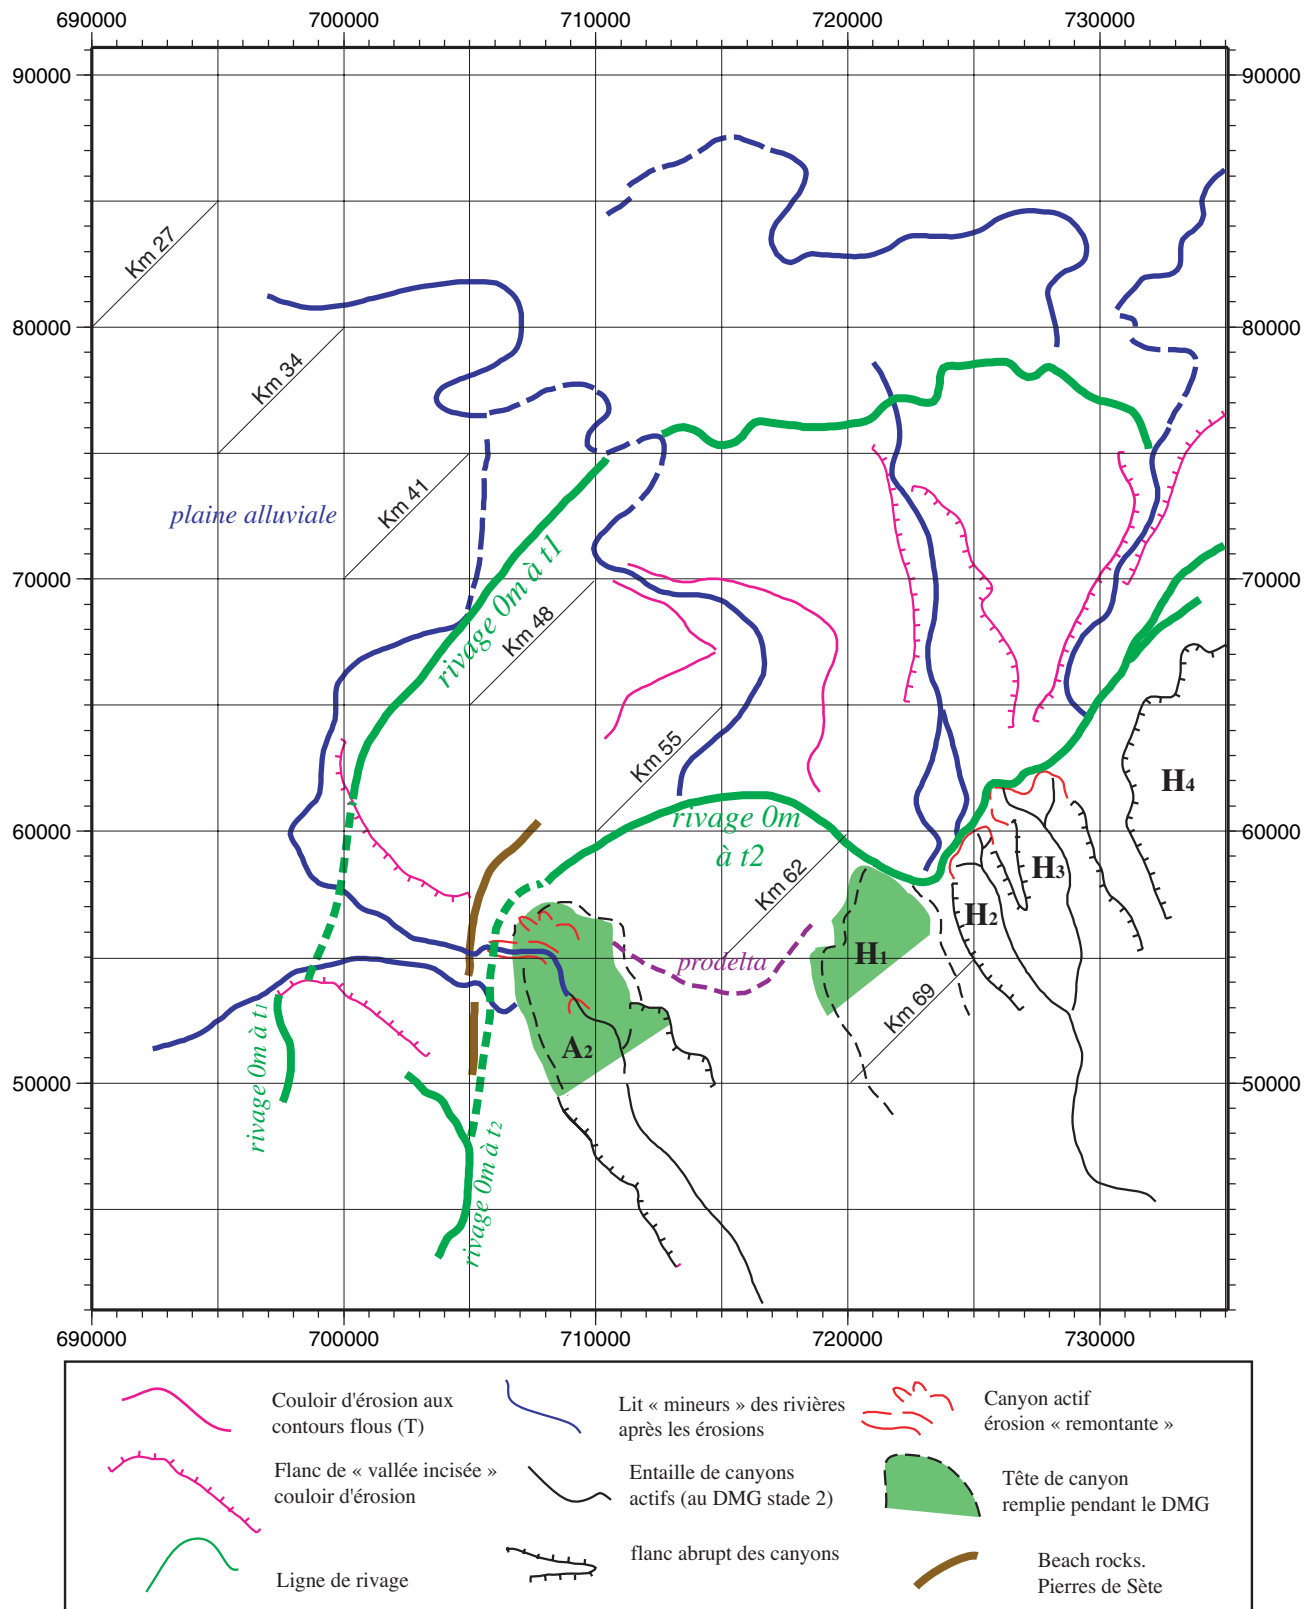 690000 700000 710000 720000 730000
90000 90000
Km 27
80000 80000
Km 34
Km 41
plaine alluviale
rivage 0m à t1
70000 70000
Km 48
Km 55
H4
rivage 0m
à t2
60000 60000
Km 62
H3
H2
H1
prodelta
Km 69
A2
rivage 0m à t1
50000 50000
rivage 0m à t2
690000 700000 710000 720000 730000
Couloir d'érosion aux
contours flous (T)
Lit « mineurs » des rivières
après les érosions
Canyon actif
érosion « remontante »
Flanc de « vallée incisée »
couloir d'érosion
Entaille de canyons
actifs (au DMG stade 2)
Tête de canyon
remplie pendant le DMG
Ligne de rivage
flanc abrupt des canyons
Beach rocks.
Pierres de Sète